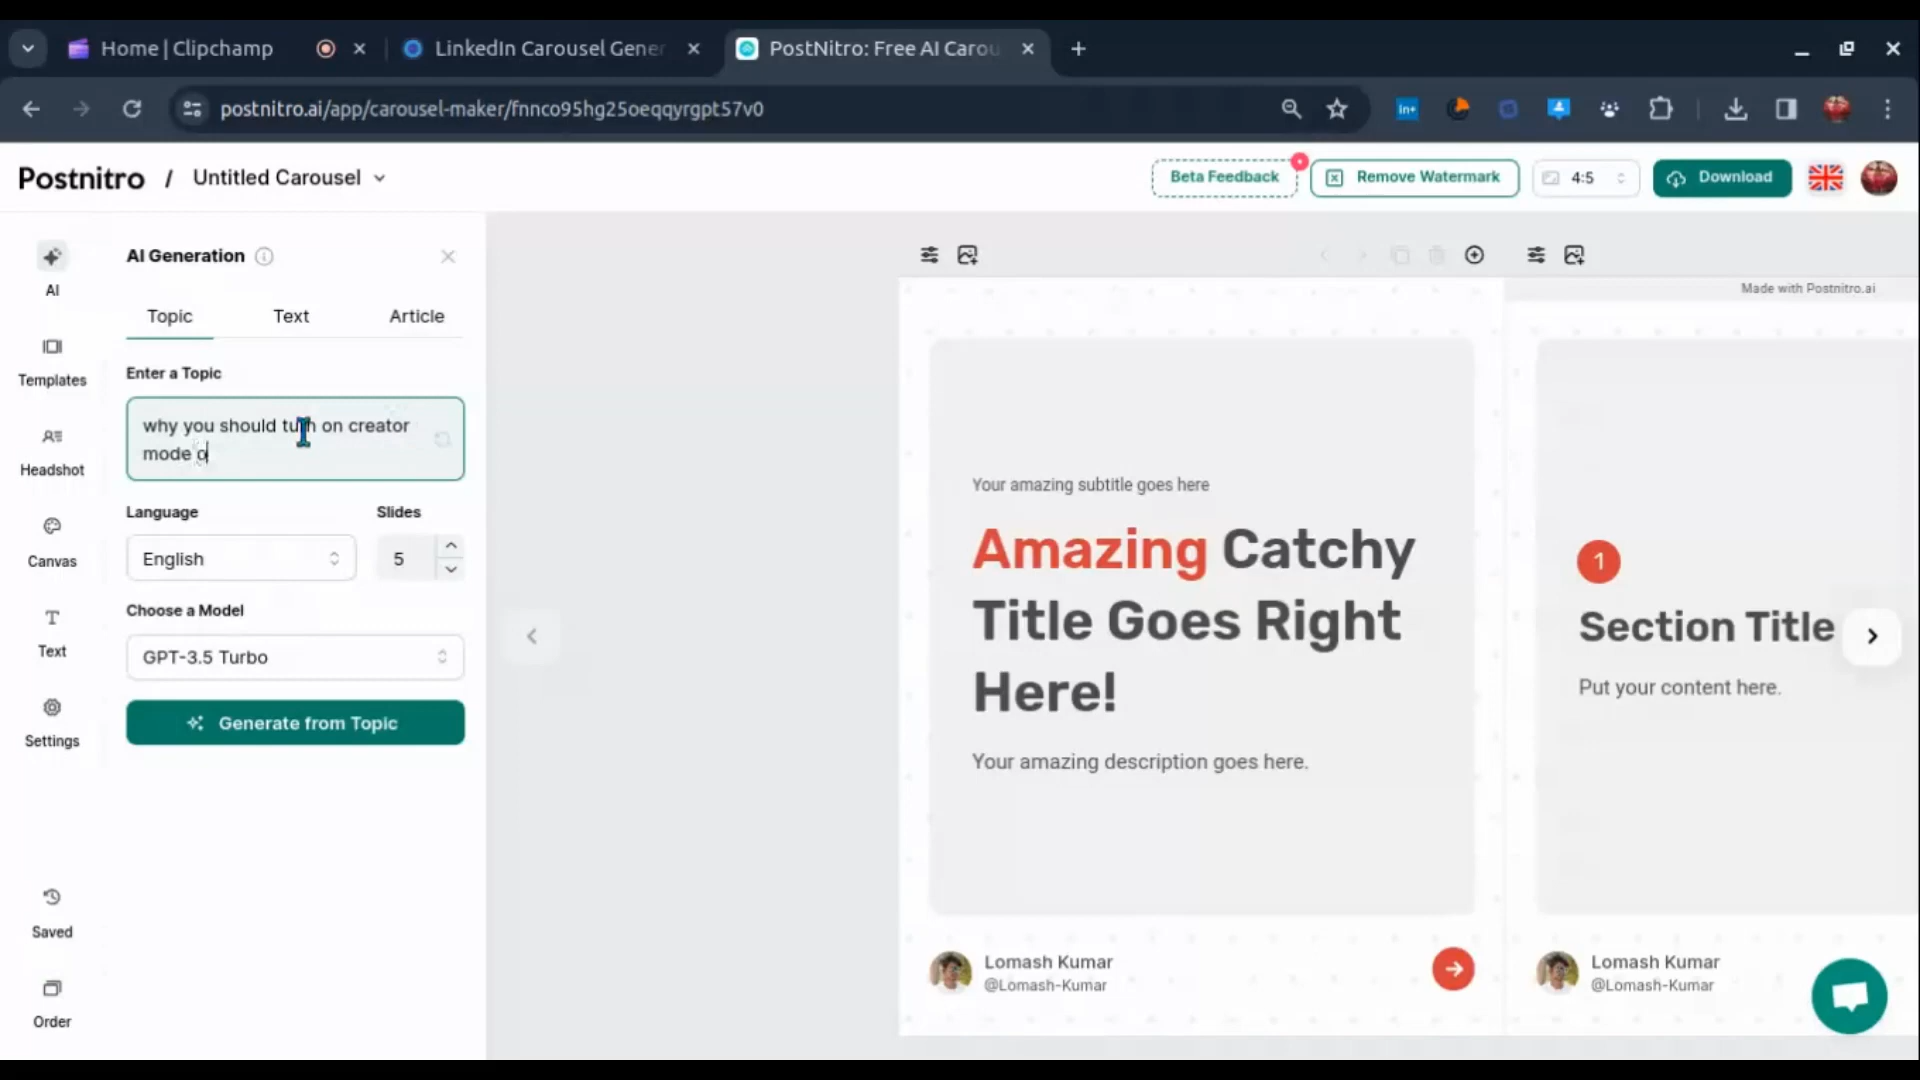 Home | Clipchamp
LinkedIn Carousel Gener
PostNitro: Free AI Carou
postnitro.ai/app/carousel-maker/fnnco95hg25oeqqyrgpt57v0
in+
Postnitro / Untitled Carousel
Beta Feedback
Remove Watermark
4:5
Download
AI Generation
AI
Topic Text Article
Templates
Enter a Topic
why you should turn on creator
mode o
Headshot
Language Slides
English 5
Canvas
Choose a Model
GPT-3.5 Turbo
Text
Generate from Topic
Settings
Saved
Order
Your amazing subtitle goes here
Amazing Catchy
Title Goes Right
Here!
Your amazing description goes here.
Lomash Kumar
@Lomash-Kumar
Made with Postnitro.ai
1
Section Title
Put your content here.
Lomash Kumar
@Lomash-Kumar